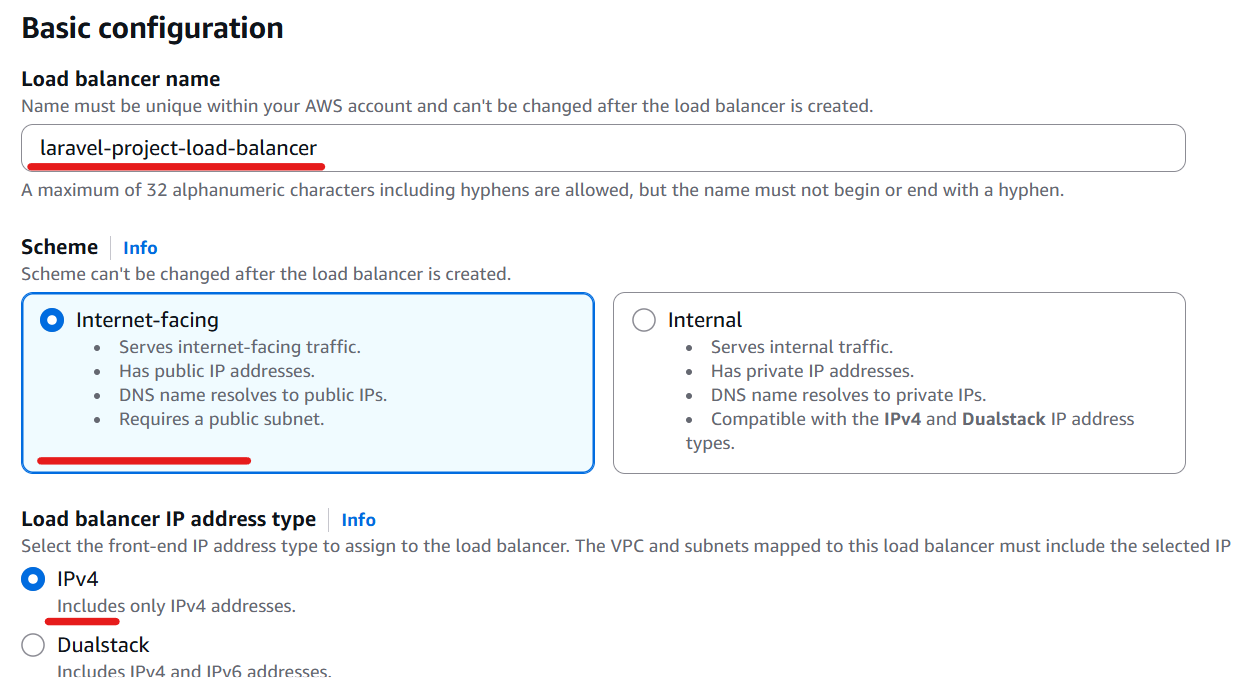 Basic configuration
Load balancer name
Name must be unique within your AWS account and can't be changed after the load balancer is created.
laravel-project-load-balancer
A maximum of 32 alphanumeric characters including hyphens are allowed, but the name must not begin or end with a hyphen.
Scheme Info
Scheme can't be changed after the load balancer is created.
Internet-facing
• Serves internet-facing traffic.
• Has public IP addresses.
• DNS name resolves to public IPs.
• Requires a public subnet.
Internal
• Serves internal traffic.
• Has private IP addresses.
• DNS name resolves to private IPs.
• Compatible with the IPv4 and Dualstack IP address
types.
Load balancer IP address type Info
Select the front-end IP address type to assign to the load balancer. The VPC and subnets mapped to this load balancer must include the selected IP
IPv4
Includes only IPv4 addresses.
Dualstack
Includes IPv4 and IPv6 addresses.